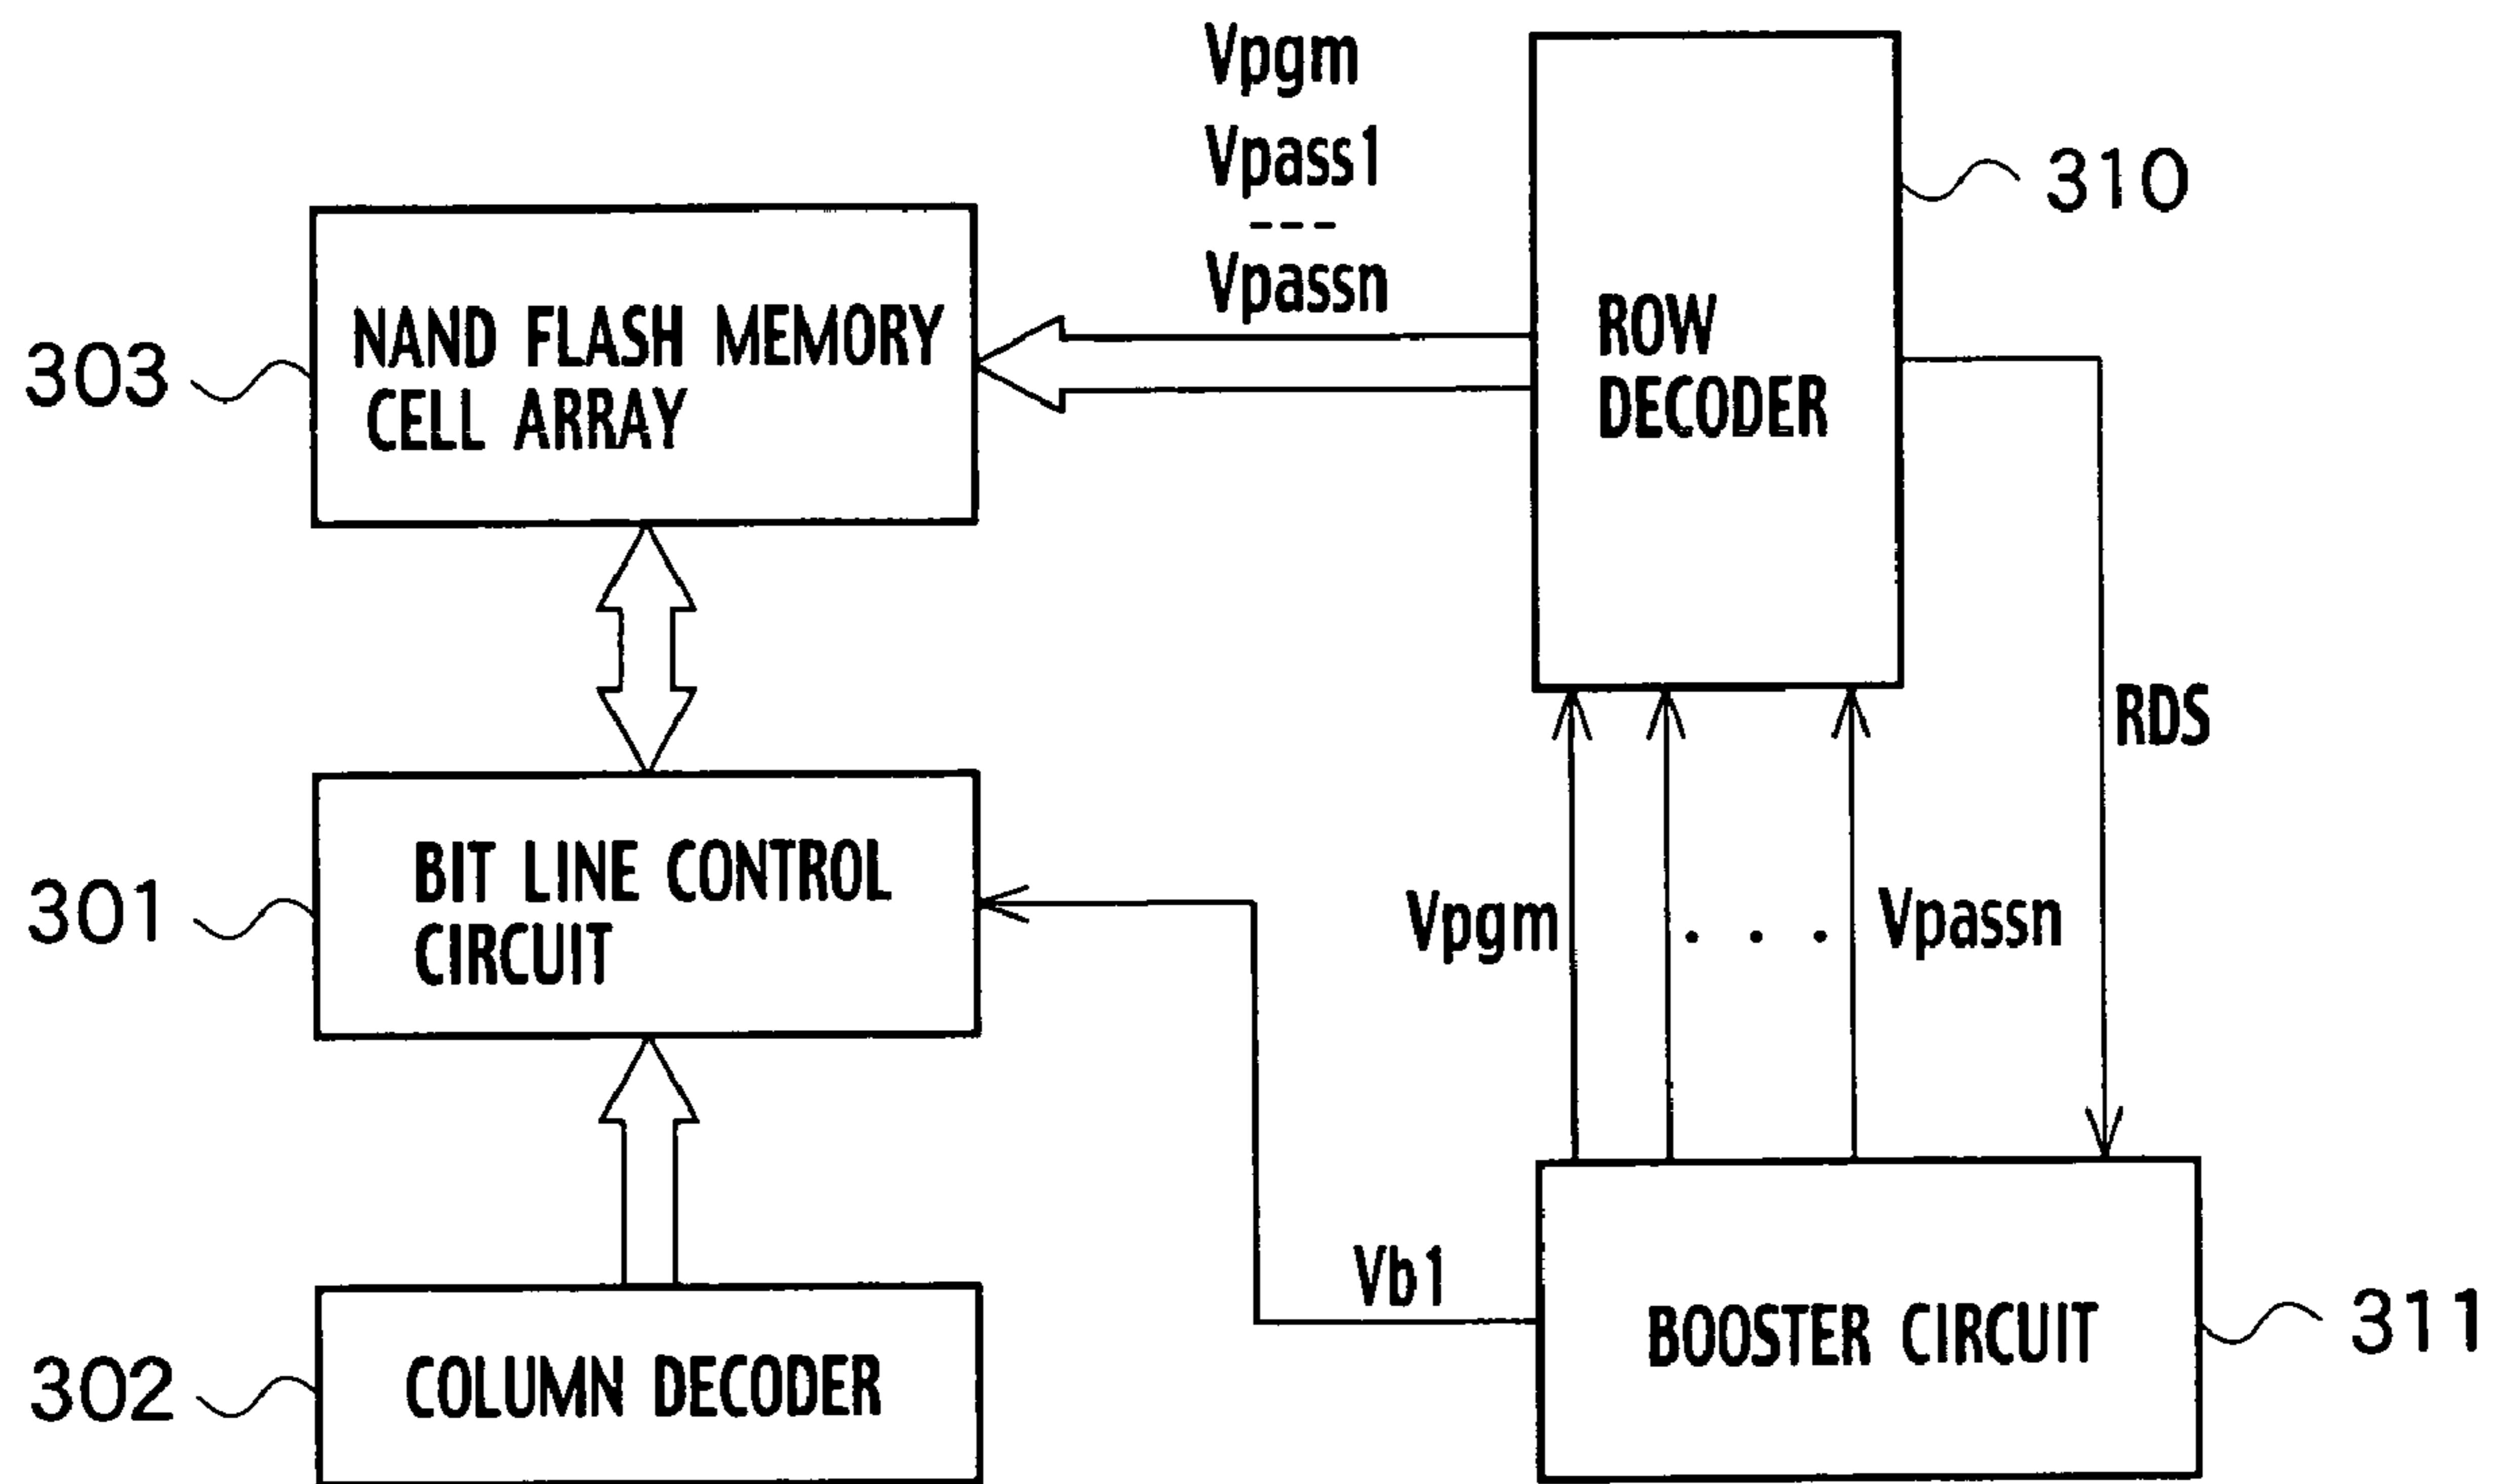 Vpgm
Vpass1
---
Vpassn
310
NAND FLASH MEMORY
CELL ARRAY
303
ROW
DECODER
RDS
BIT LINE CONTROL
CIRCUIT
301
Vpgm
. . .
Vpassn
Vb1
COLUMN DECODER
302
BOOSTER CIRCUIT
311